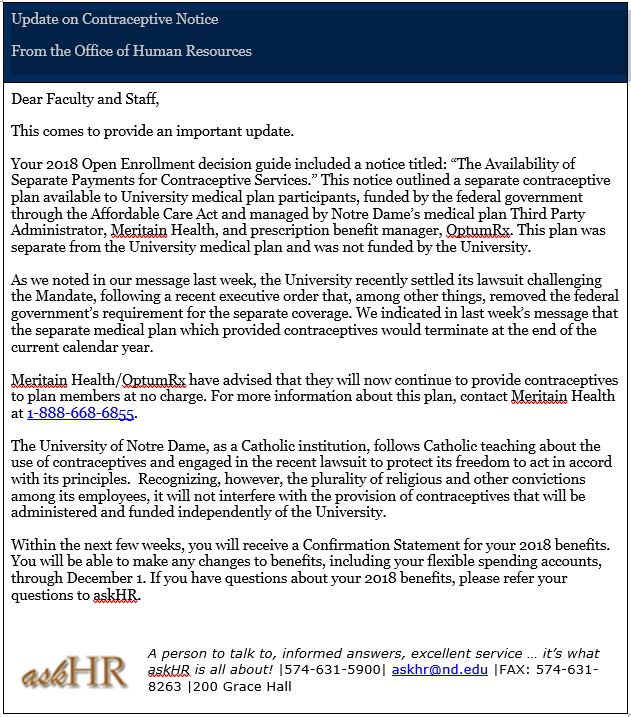 Update on Contraceptive Notice
From the Office of Human Resources
Dear Faculty and Staff,
This comes to provide an important update.
Your 2018 Open Enrollment decision guide included a notice titled: “The Availability of
Separate Payments for Contraceptive Services.” This notice outlined a separate contraceptive
plan available to University medical plan participants, funded by the federal government
through the Affordable Care Act and managed by Notre Dame’s medical plan Third Party
Administrator, Meritain Health, and prescription benefit manager, OptumRx. This plan was
separate from the University medical plan and was not funded by the University.
As we noted in our message last week, the University recently settled its lawsuit challenging
the Mandate, following a recent executive order that, among other things, removed the federal
government’s requirement for the separate coverage. We indicated in last week’s message that
the separate medical plan which provided contraceptives would terminate at the end of the
current calendar year.
Meritain Health/OptumRx have advised that they will now continue to provide contraceptives
to plan members at no charge. For more information about this plan, contact Meritain Health
at 1-888-668-6855.
The University of Notre Dame, as a Catholic institution, follows Catholic teaching about the
use of contraceptives and engaged in the recent lawsuit to protect its freedom to act in accord
with its principles.  Recognizing, however, the plurality of religious and other convictions
among its employees, it will not interfere with the provision of contraceptives that will be
administered and funded independently of the University.
Within the next few weeks, you will receive a Confirmation Statement for your 2018 benefits.
You will be able to make any changes to benefits, including your flexible spending accounts,
through December 1. If you have questions about your 2018 benefits, please refer your
questions to askHR.
askHR
A person to talk to, informed answers, excellent service … it’s what
askHR is all about! |574-631-5900| askhr@nd.edu |FAX: 574-631-
8263 |200 Grace Hall